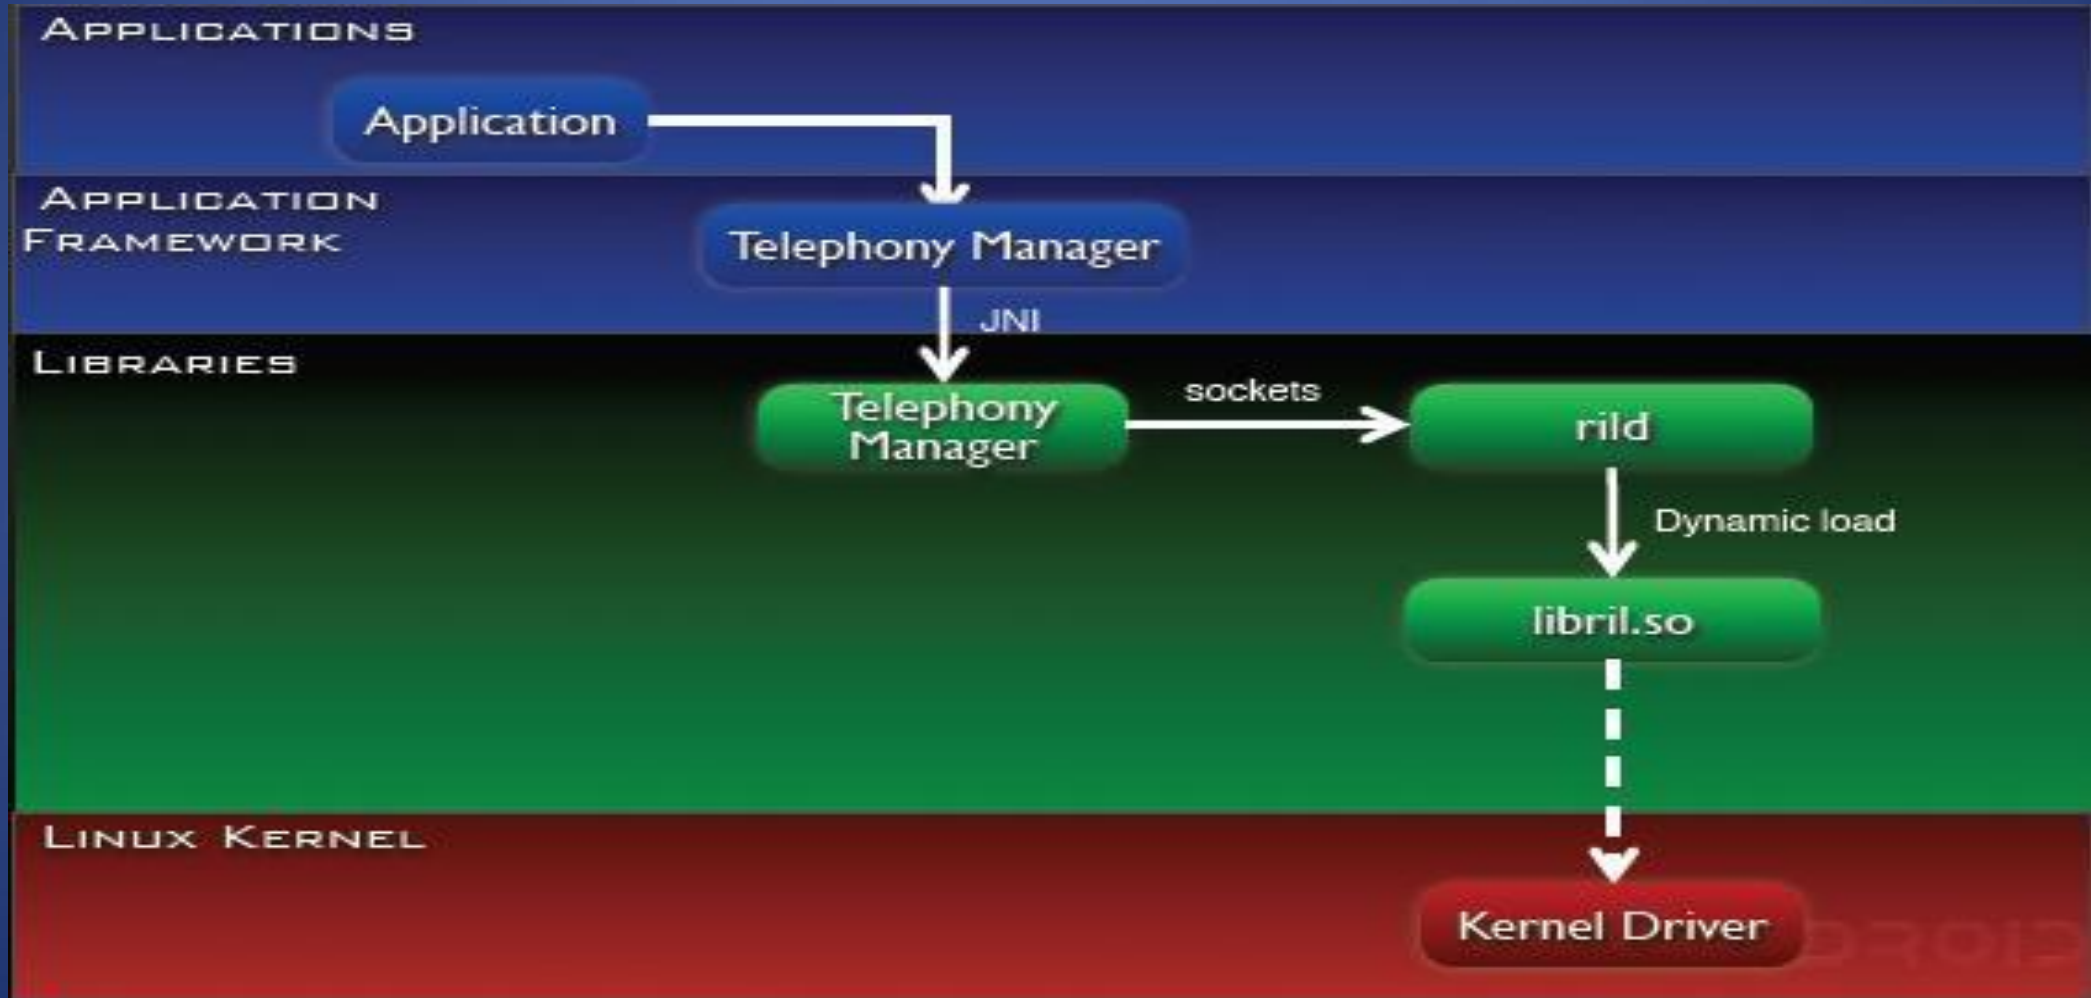 APPLICATIONS
Application
APPLICATION
FRAMEWORK
Telephony Manager
JNI
LIBRARIES
Telephony
Manager
sockets
rild
Dynamic load
libril.so
LINUX KERNEL
Kernel Driver
DROID